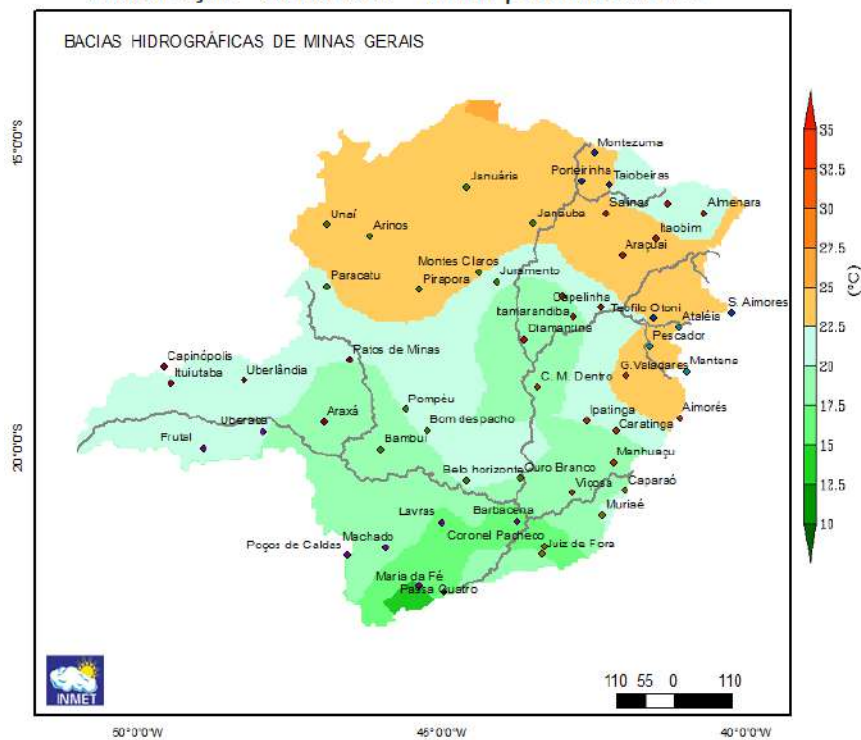 BACIAS HIDROGRÁFICAS DE MINAS GERAIS
15°0'0"S
Montezuma
Porteirinha
Taiobeiras
Januária
Almenara
Salinas
Unaí
Janauba
Arinos
Itaobim
Araçuaí
Montes Claros
Juramento
Paracatu
Pirapora
Capelinha
S. Aimores
Teofilo Otoni
Itamarandiba
Ataléia
Diamantina
Pescador
Capinópolis
Patos de Minas
Mantena
Ituiutaba
Uberlândia
G.Valadares
C. M. Dentro
Pompéu
Araxá
Ipatinga
Aimorés
Uberaba
Bom despacho
Caratinga
20°0'0"S
Frutal
Bambuí
Manhuaçu
Belo horizonte
Ouro Branco
Viçosa
Caparaó
Lavras
Barbacena
Muriaé
Machado
Coronel Pacheco
Poços de Caldas
Juiz de Fora
Maria da Fé
Passa Quatro
INMET
110 55 0 110
50°0'0"W 45°0'0"W 40°0'0"W
35
32.5
30
27.5
25
22.5
20
17.5
15
12.5
10
(°C)